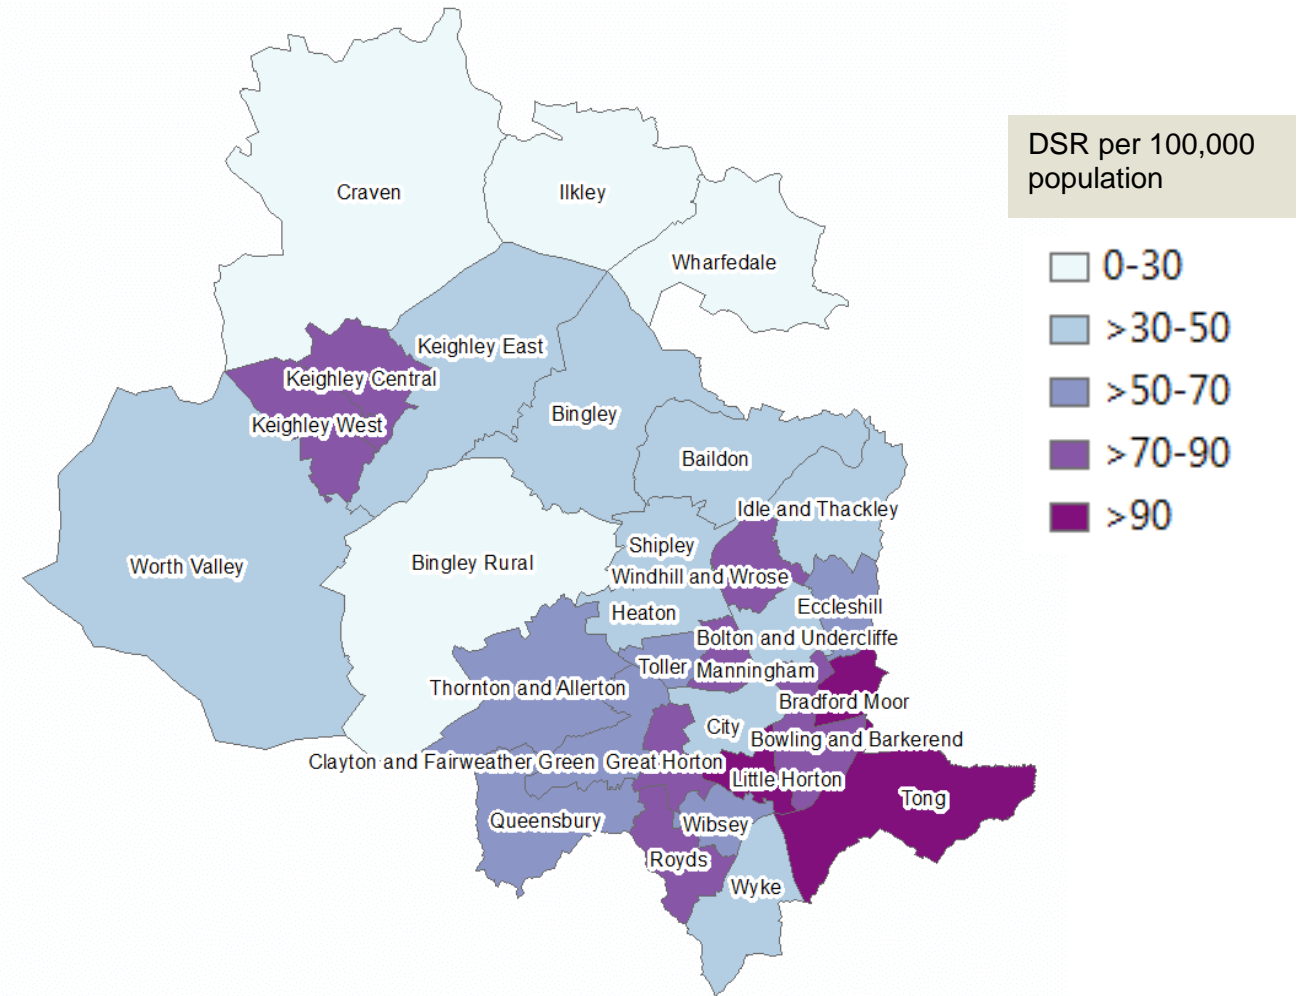 DSR per 100,000
population
0-30
>30-50
>50-70
>70-90
>90
Craven
Ilkley
Wharfedale
Keighley East
Keighley Central
Bingley
Keighley West
Baildon
Idle and Thackley
Shipley
Worth Valley
Bingley Rural
Windhill and Wrose
Heaton
Eccleshill
Bolton and Undercliffe
Toller
Manningham
Thornton and Allerton
Bradford Moor
City
Bowling and Barkerend
Clayton and Fairweather Green
Great Horton
Little Horton
Tong
Queensbury
Wibsey
Royds
Wyke